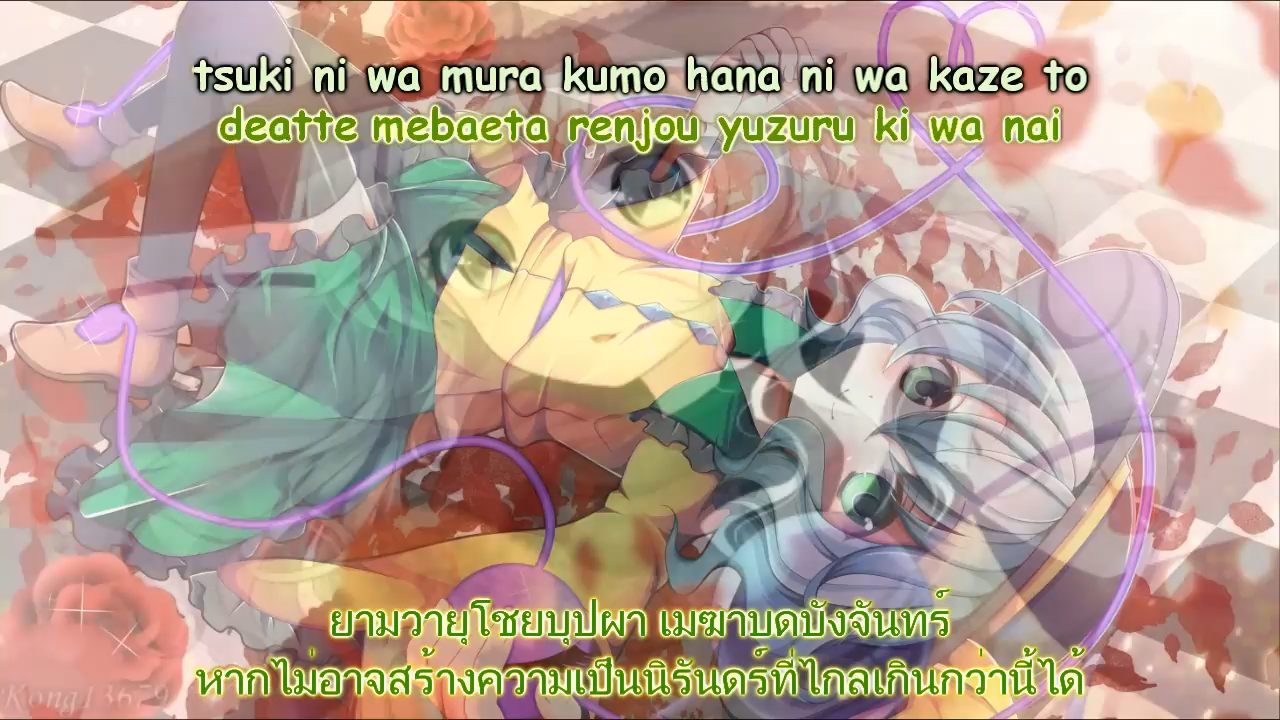 tsuki ni wa mura kumo hana ni wa kaze to
deatte mebaeta renjou yuzuru ki wa nai
ยามวายุโชยบุปผา เมฆาบดบังจันทร์
หากไม่อาจสร้างความเป็นนิรันดร์ที่ไกลเกินกว่านี้ได้
Kong13679